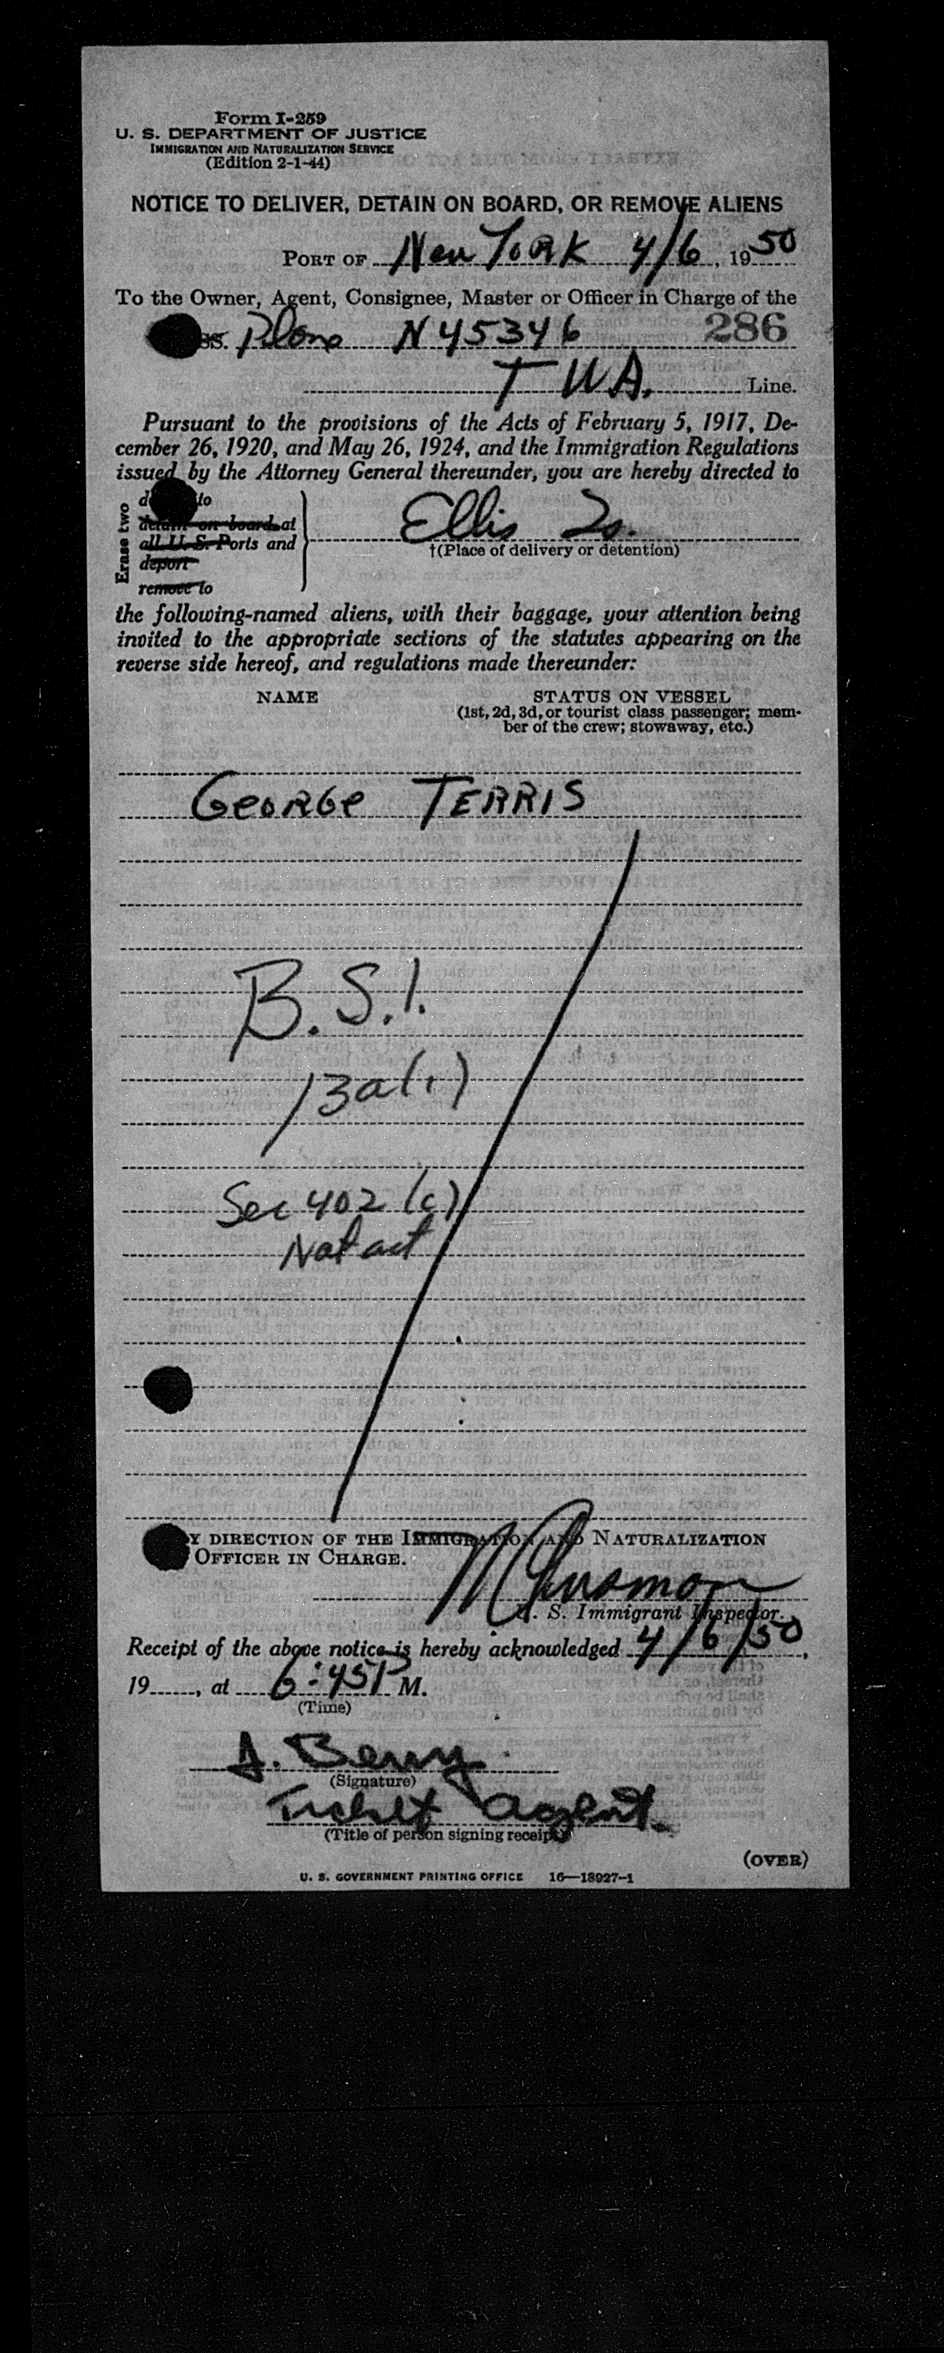 Form I-259
U. S. DEPARTMENT OF JUSTICE
IMMIGRATION AND NATURALIZATION SERVICE
(Edition 2-1-44)
NOTICE TO DELIVER, DETAIN ON BOARD, OR REMOVE ALIENS
PORT OF New York 4/6, 1950
To the Owner, Agent, Consignee, Master or Officer in Charge of the
SS. Plane N45346 286
TWA. Line.
Pursuant to the provisions of the Acts of February 5, 1917, De-
cember 26, 1920, and May 26, 1924, and the Immigration Regulations
issued by the Attorney General thereunder, you are hereby directed to
Erase two
to
detain on board at
all U. S. Ports and
deport
remove to
Ellis Is.
†(Place of delivery or detention)
the following-named aliens, with their baggage, your attention being
invited to the appropriate sections of the statutes appearing on the
reverse side hereof, and regulations made thereunder:
NAME STATUS ON VESSEL
(1st, 2d, 3d, or tourist class passenger; mem-
ber of the crew; stowaway, etc.)
GEORGE TERRIS
B.S.I.
13a(1)
Sec 402 (c)
Nat act
Y DIRECTION OF THE IMMIGRATION AND NATURALIZATION
OFFICER IN CHARGE.
U. S. Immigrant Inspector.
Receipt of the above notice is hereby acknowledged 4/6/50,
19......, at 6:45P M.
(Time)
J. Berry
(Signature)
Ticket Agent.
(Title of person signing receipt)
(OVER)
U. S. GOVERNMENT PRINTING OFFICE 16—18927-1